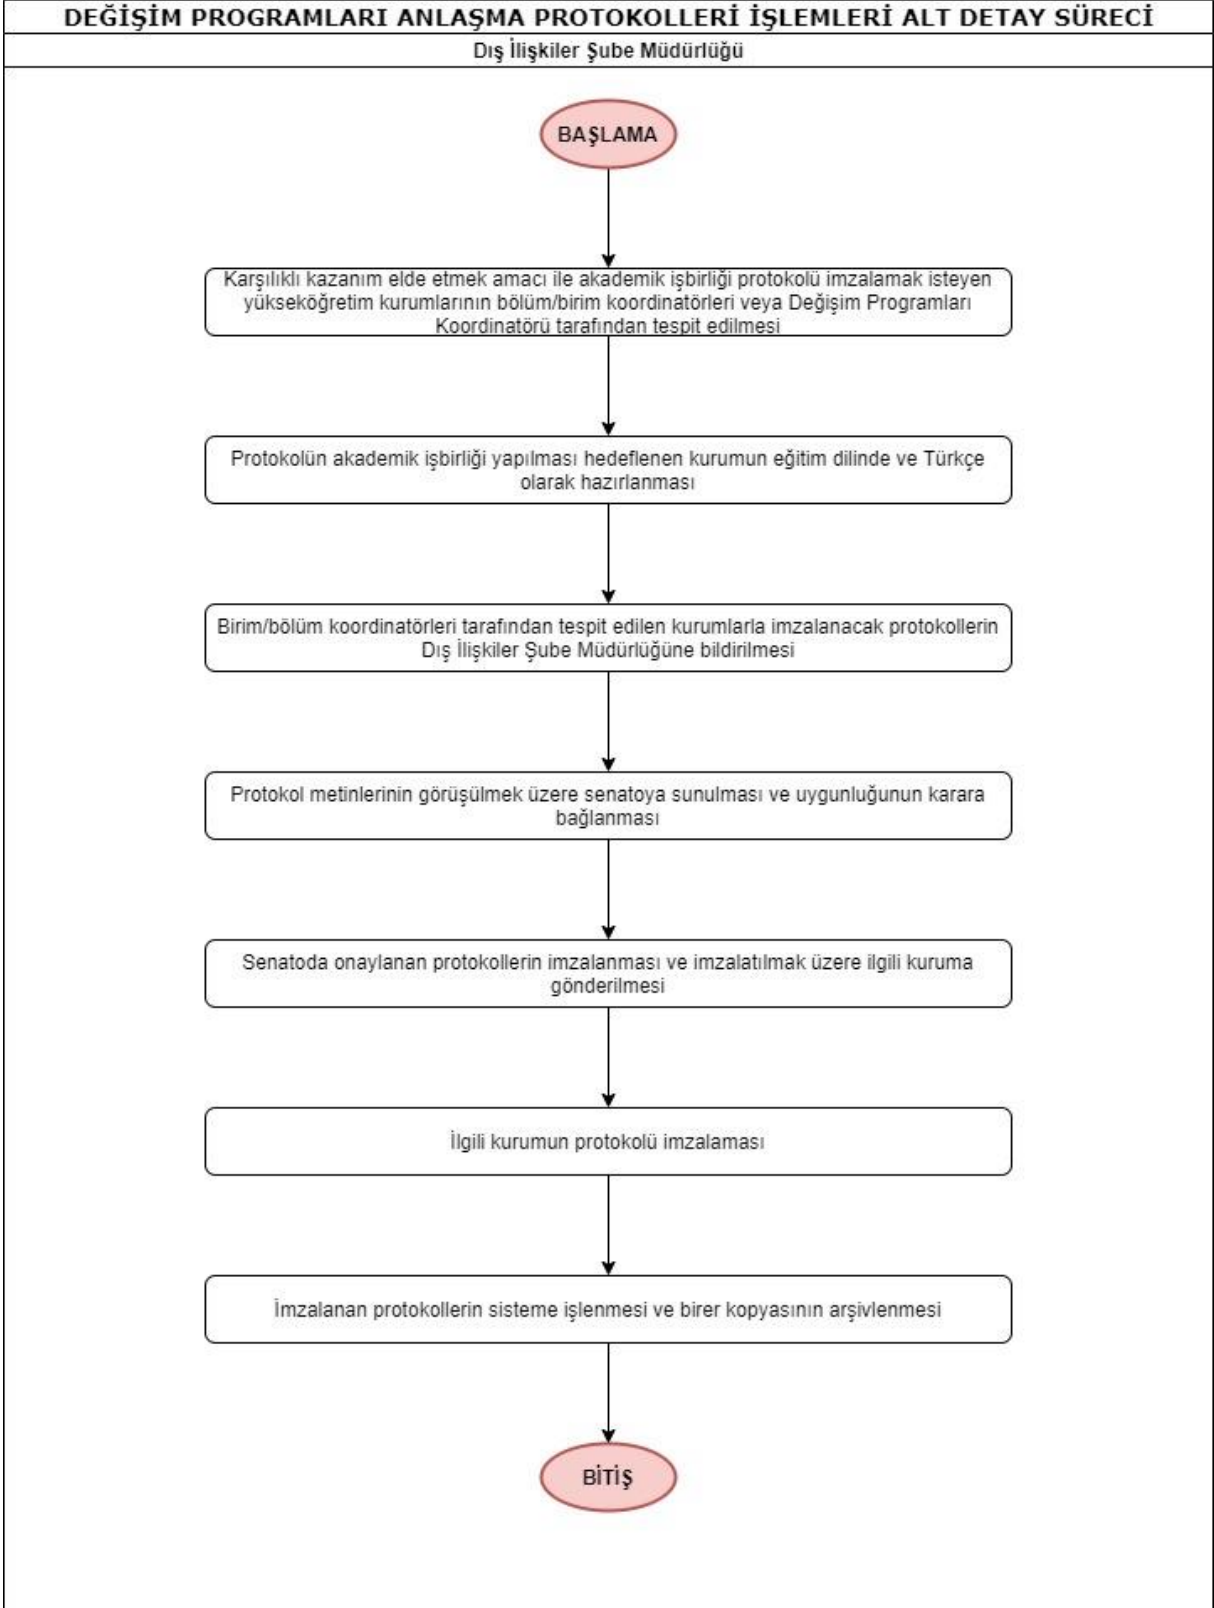 DEĞİŞİM PROGRAMLARI ANLAŞMA PROTOKOLLERİ İŞLEMLERİ ALT DETAY SÜRECİ
Dış İlişkiler Şube Müdürlüğü
BAŞLAMA
Karşılıklı kazanım elde etmek amacı ile akademik işbirliği protokolü imzalamak isteyen
yükseköğretim kurumlarının bölüm/birim koordinatörleri veya Değişim Programları
Koordinatörü tarafından tespit edilmesi
Protokolün akademik işbirliği yapılması hedeflenen kurumun eğitim dilinde ve Türkçe
olarak hazırlanması
Birim/bölüm koordinatörleri tarafından tespit edilen kurumlarla imzalanacak protokollerin
Dış İlişkiler Şube Müdürlüğüne bildirilmesi
Protokol metinlerinin görüşülmek üzere senatoya sunulması ve uygunluğunun karara
bağlanması
Senatoda onaylanan protokollerin imzalanması ve imzalatılmak üzere ilgili kuruma
gönderilmesi
İlgili kurumun protokolü imzalaması
İmzalanan protokollerin sisteme işlenmesi ve birer kopyasının arşivlenmesi
BİTİŞ